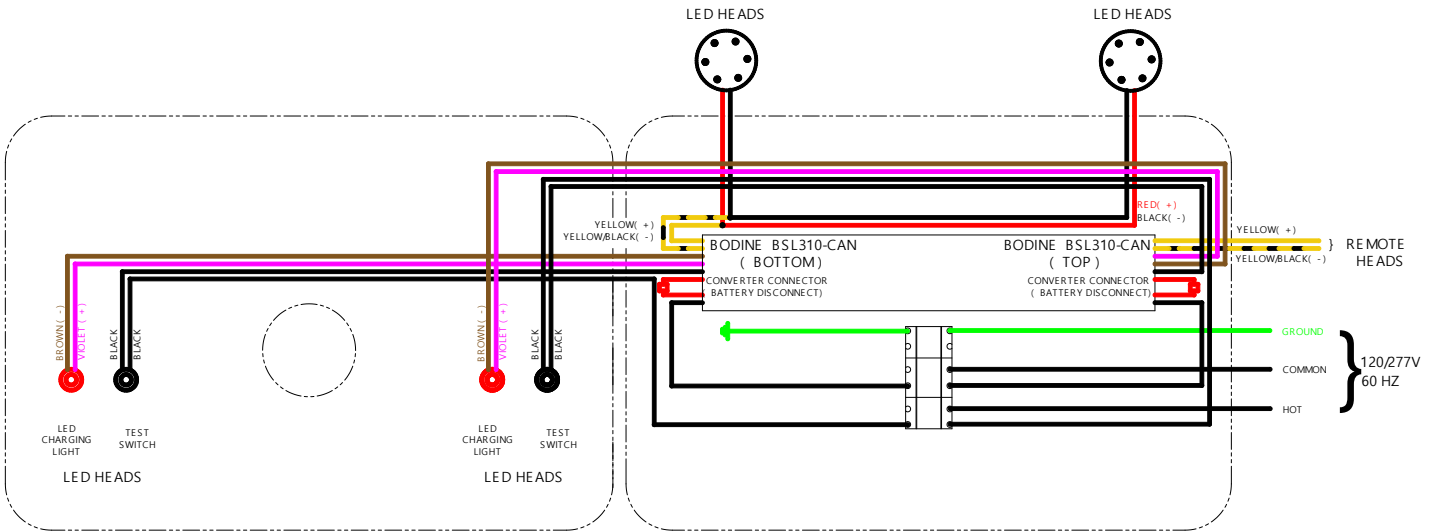 LED HEADS
LED HEADS
RED( +)
BLACK( -)
YELLOW( +)
YELLOW/BLACK( -)
YELLOW( +)
YELLOW/BLACK( -)
} REMOTE
HEADS
BODINE BSL310-CAN
( BOTTOM)
BODINE BSL310-CAN
( TOP )
CONVERTER CONNECTOR
( BATTERY DISCONNECT)
CONVERTER CONNECTOR
( BATTERY DISCONNECT)
BROWN( -)
VIOLET( +)
BLACK
BLACK
BROWN( -)
VIOLET( +)
BLACK
BLACK
GROUND
COMMON
HOT
} 120/277V
60 HZ
LED
CHARGING
LIGHT
TEST
SWITCH
LED HEADS
LED
CHARGING
LIGHT
TEST
SWITCH
LED HEADS